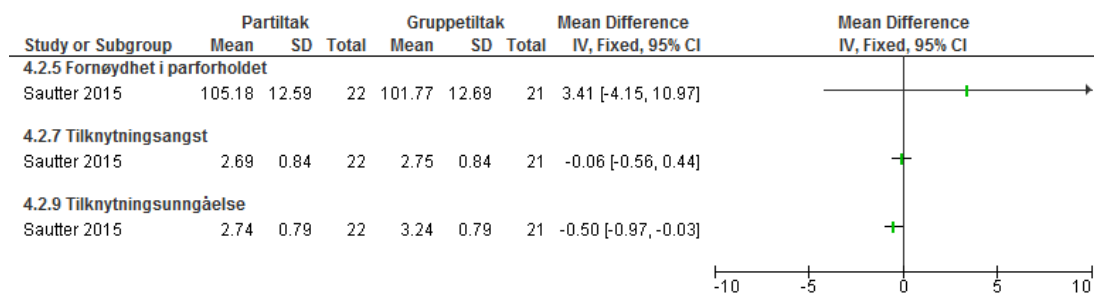 Partiltak Gruppetiltak Mean Difference Mean Difference
Study or Subgroup Mean SD Total Mean SD Total IV, Fixed, 95% CI IV, Fixed, 95% CI
4.2.5 Fornøydhet i parforholdet
Sautter 2015 105.18 12.59 22 101.77 12.69 21 3.41 [-4.15, 10.97]
4.2.7 Tilknytningsangst
Sautter 2015 2.69 0.84 22 2.75 0.84 21 -0.06 [-0.56, 0.44]
4.2.9 Tilknytningsunngåelse
Sautter 2015 2.74 0.79 22 3.24 0.79 21 -0.50 [-0.97, -0.03]
-10 -5 0 5 10